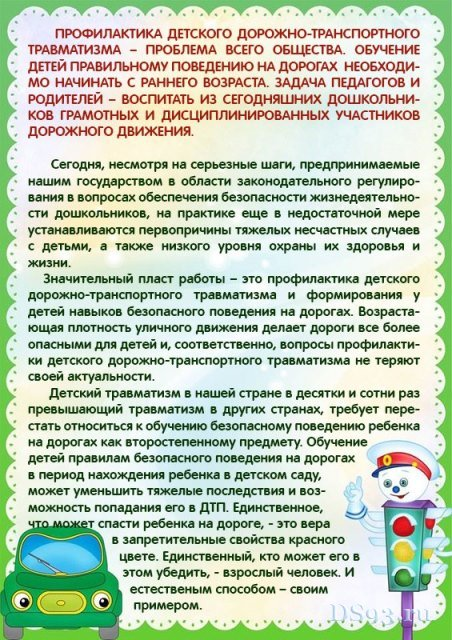 ПРОФИЛАКТИКА ДЕТСКОГО ДОРОЖНО-ТРАНСПОРТНОГО
ТРАВМАТИЗМА – ПРОБЛЕМА ВСЕГО ОБЩЕСТВА. ОБУЧЕНИЕ
ДЕТЕЙ ПРАВИЛЬНОМУ ПОВЕДЕНИЮ НА ДОРОГАХ НЕОБХОДИ-
МО НАЧИНАТЬ С РАННЕГО ВОЗРАСТА. ЗАДАЧА ПЕДАГОГОВ И
РОДИТЕЛЕЙ – ВОСПИТАТЬ ИЗ СЕГОДНЯШНИХ ДОШКОЛЬНИ-
КОВ ГРАМОТНЫХ И ДИСЦИПЛИНИРОВАННЫХ УЧАСТНИКОВ
ДОРОЖНОГО ДВИЖЕНИЯ.
Сегодня, несмотря на серьезные шаги, предпринимаемые
нашим государством в области законодательного регулиро-
вания в вопросах обеспечения безопасности жизнедеятельно-
сти дошкольников, на практике еще в недостаточной мере
устанавливаются первопричины тяжелых несчастных случаев
с детьми, а также низкого уровня охраны их здоровья и
жизни.
Значительный пласт работы – это профилактика детского
дорожно-транспортного травматизма и формирования у
детей навыков безопасного поведения на дорогах. Возраста-
ющая плотность уличного движения делает дороги все более
опасными для детей и, соответственно, вопросы профилакти-
ки детского дорожно-транспортного травматизма не теряют
своей актуальности.
Детский травматизм в нашей стране в десятки и сотни раз
превышающий травматизм в других странах, требует пере-
стать относиться к обучению безопасному поведению ребенка
на дорогах как второстепенному предмету. Обучение
детей правилам безопасного поведения на дорогах
в период нахождения ребенка в детском саду,
может уменьшить тяжелые последствия и воз-
можность попадания его в ДТП. Единственное,
что может спасти ребенка на дороге, - это вера
в запретительные свойства красного
цвете. Единственный, кто может его в
этом убедить, - взрослый человек. И
естественым способом – своим
примером.
DS93.ru